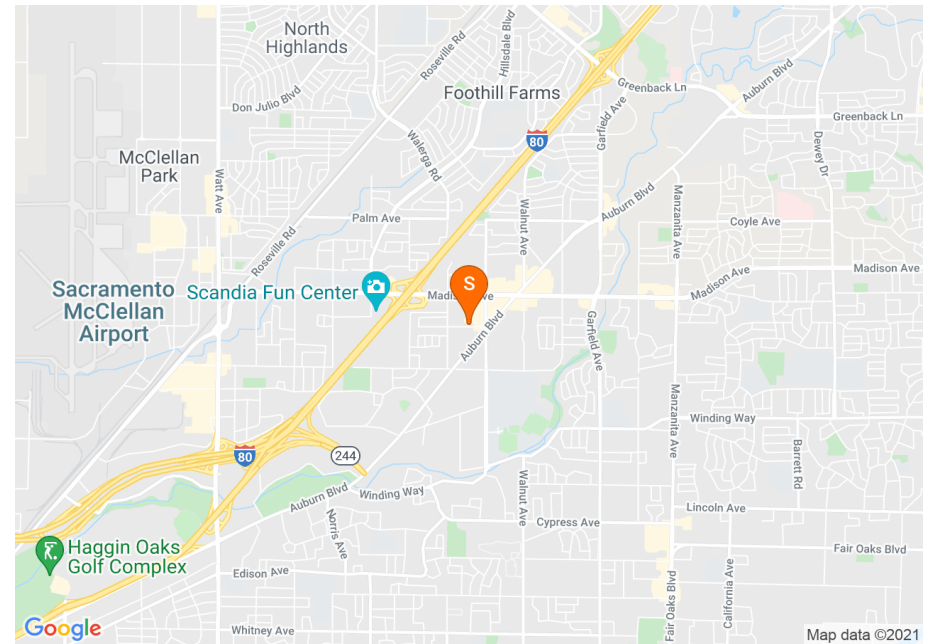 North
Highlands
Roseville Rd
Hillsdale Blvd
Foothill Farms
Greenback Ln
Auburn Blvd
Greenback Ln
Don Julio Blvd
Walerga Rd
80
Garfield Ave
Dewey Dr
McClellan
Park
Watt Ave
Palm Ave
Walnut Ave
Auburn Blvd
Manzanita Ave
Coyle Ave
Roseville Rd
Sacramento
McClellan
Airport
Scandia Fun Center
S
Madison Ave
Madison Ave
Madison Ave
Auburn Blvd
Garfield Ave
Manzanita Ave
Winding Way
Barrett Rd
80
244
Auburn Blvd
Winding Way
Norris Ave
Walnut Ave
Cypress Ave
Lincoln Ave
Haggin Oaks
Golf Complex
Edison Ave
Fair Oaks Blvd
Fair Oaks Blvd
California Ave
Whitney Ave
Google
Map data ©2021